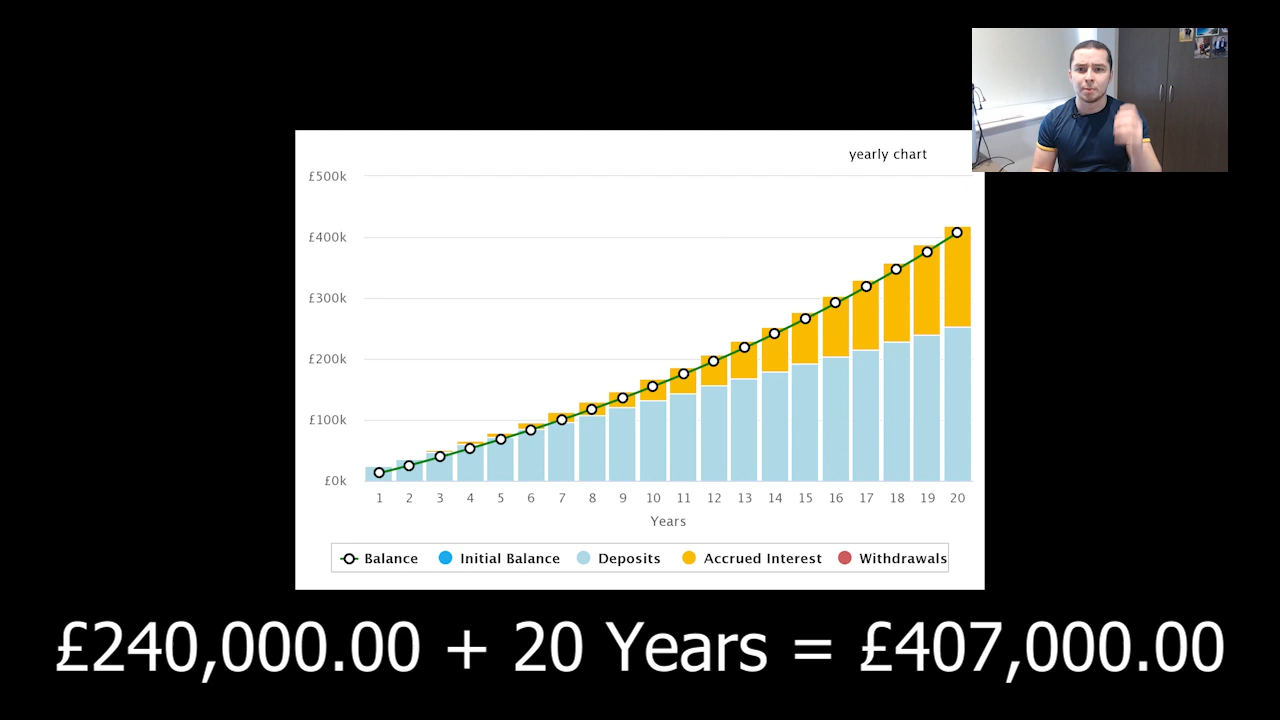 yearly chart
£500k
£400k
£300k
£200k
£100k
£0k
1 2 3 4 5 6 7 8 9 10 11 12 13 14 15 16 17 18 19 20
Years
Balance Initial Balance Deposits Accrued Interest Withdrawals
£240,000.00 + 20 Years = £407,000.00